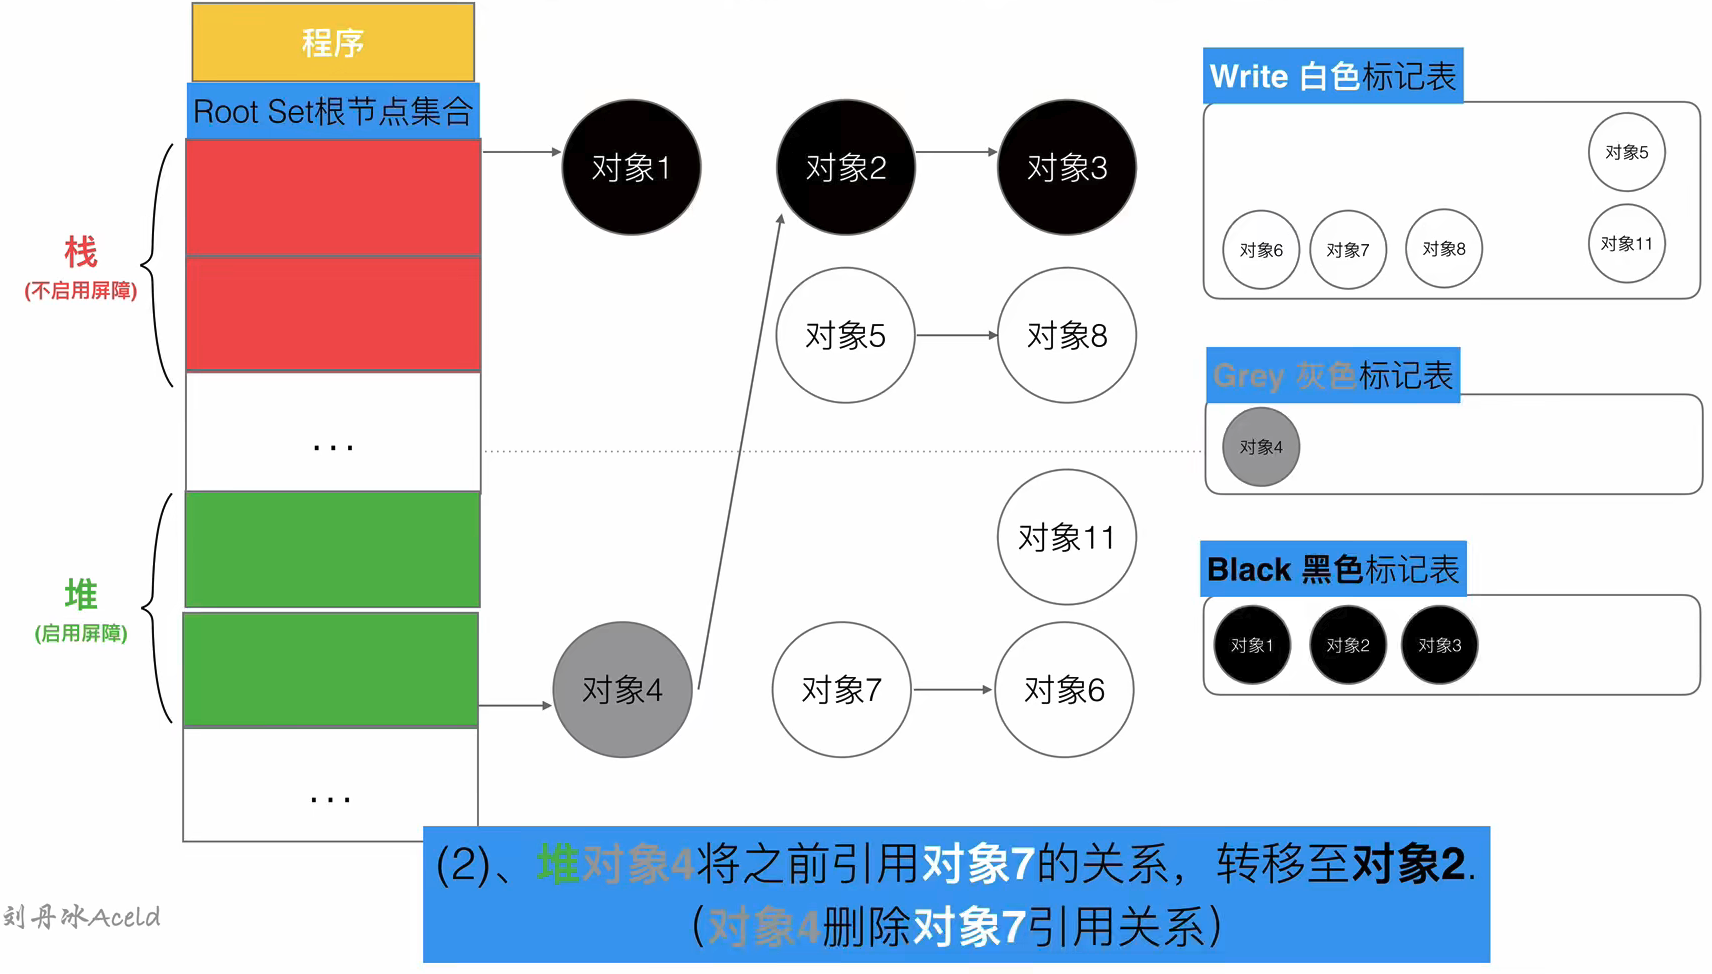 程序
Root Set根节点集合
栈
(不启用屏障)
...
堆
(启用屏障)
...
对象1
对象2
对象3
对象5
对象8
对象11
对象4
对象7
对象6
Write 白色标记表
对象5
对象6
对象7
对象8
对象11
Grey 灰色标记表
对象4
Black 黑色标记表
对象1
对象2
对象3
(2)、堆对象4将之前引用对象7的关系，转移至对象2.
（对象4删除对象7引用关系）
刘丹冰Aceld